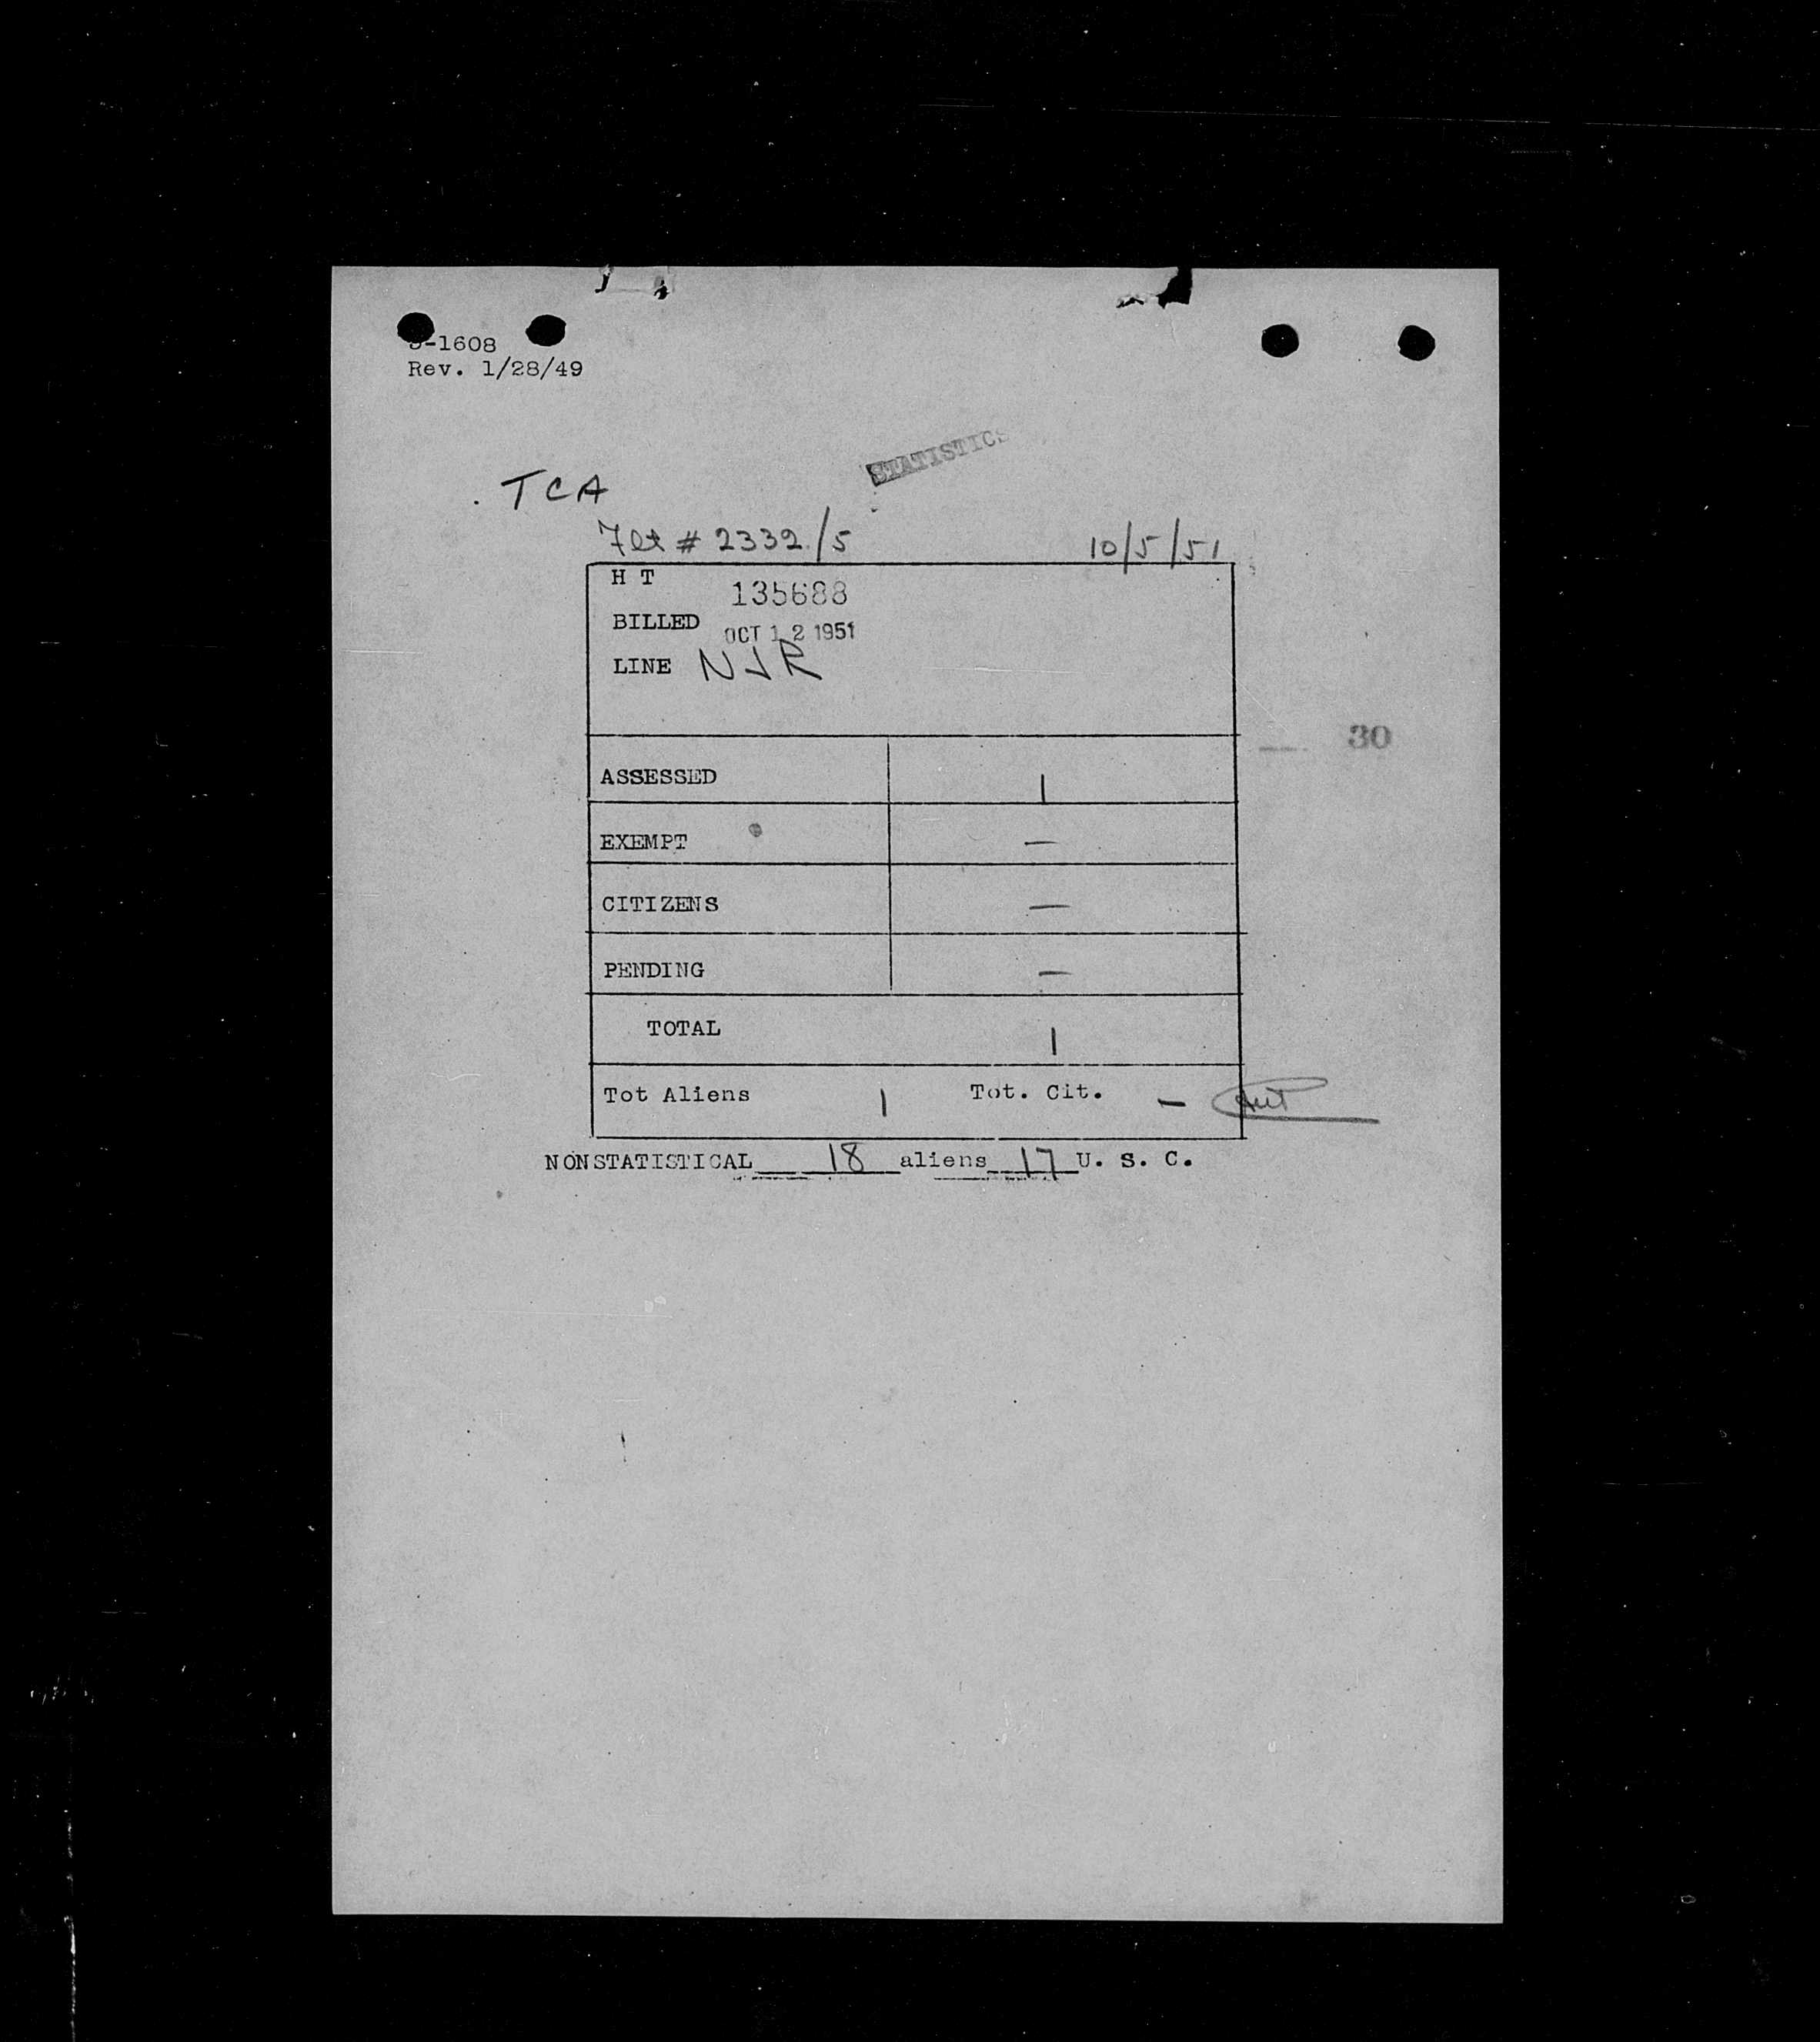 -1608
Rev. 1/28/49
STATISTICS
TCA
Flt # 2332/5 10/5/51
H T 135688
BILLED OCT 12 1951
LINE NJR
30
ASSESSED 1
EXEMPT —
CITIZENS —
PENDING —
TOTAL 1
Tot Aliens 1 Tot. Cit. —
NONSTATISTICAL 18 aliens 17 U. S. C.